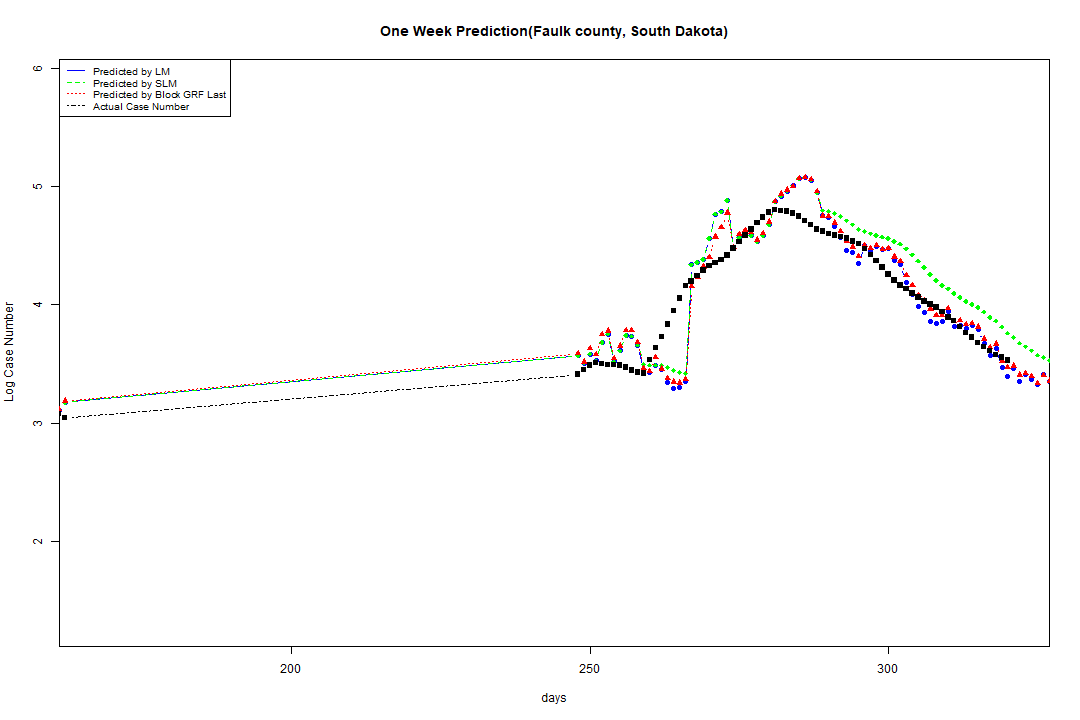 One Week Prediction(Faulk county, South Dakota)
Predicted by LM
Predicted by SLM
Predicted by Block GRF Last
Actual Case Number
6
5
4
3
2
Log Case Number
200 250 300
days